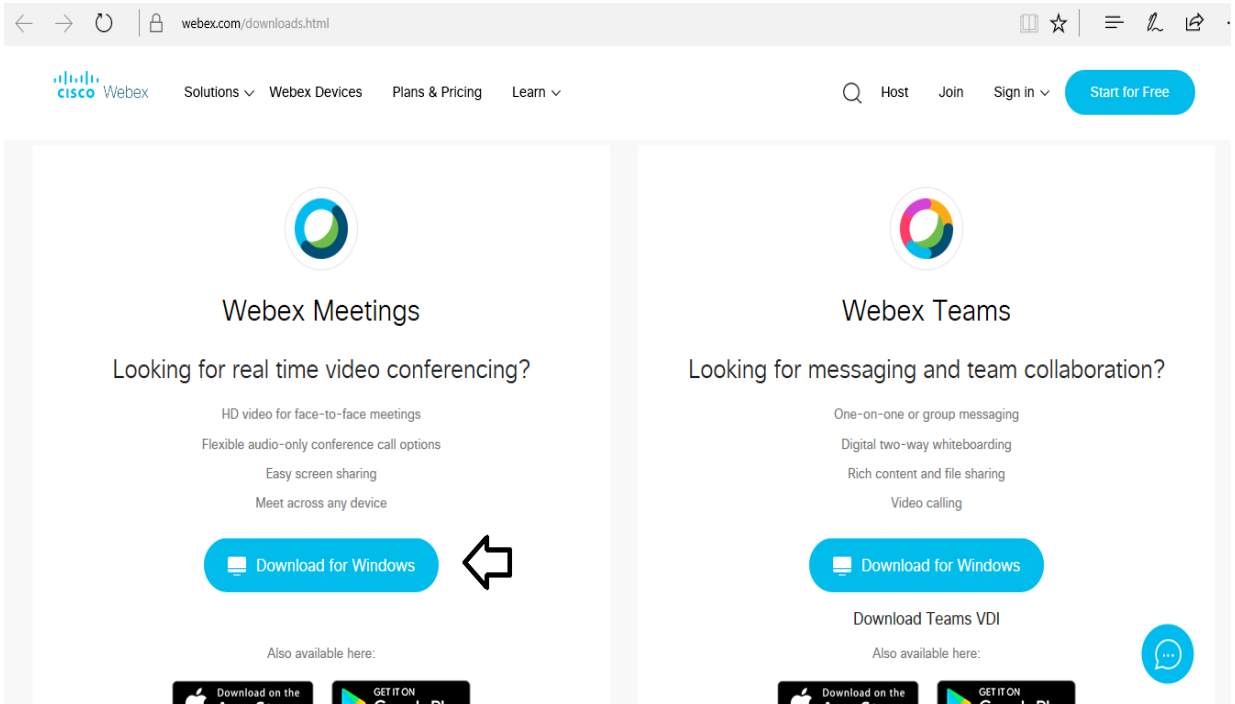 webex.com/downloads.html
CISCO Webex Solutions Webex Devices Plans & Pricing Learn Host Join Sign in Start for Free
Webex Meetings
Looking for real time video conferencing?
HD video for face-to-face meetings
Flexible audio-only conference call options
Easy screen sharing
Meet across any device
Download for Windows
Also available here:
Download on the
GET IT ON
Webex Teams
Looking for messaging and team collaboration?
One-on-one or group messaging
Digital two-way whiteboarding
Rich content and file sharing
Video calling
Download for Windows
Download Teams VDI
Also available here:
Download on the
GET IT ON